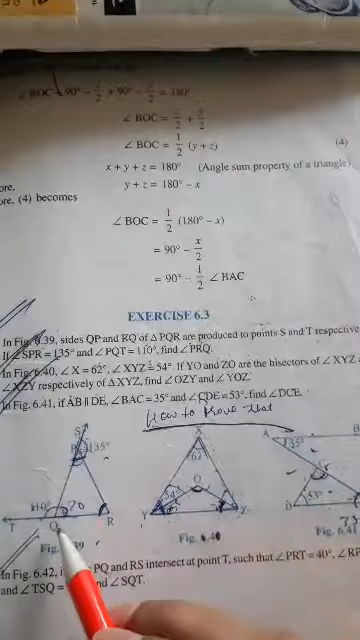 ∠BOC + 90° − z/2 + 90° − y/2 = 180°
∠ BOC = z/2 + y/2
∠ BOC = 1/2 (y + z) (4)
x + y + z = 180° (Angle sum property of a triangle)
ore, y + z = 180° − x
ore, (4) becomes
∠ BOC = 1/2 (180° − x)
= 90° − x/2
= 90° − 1/2 ∠ BAC
EXERCISE 6.3
In Fig. 6.39, sides QP and RQ of Δ PQR are produced to points S and T respective
If ∠ SPR = 135° and ∠ PQT = 110°, find ∠ PRQ.
In Fig. 6.40, ∠ X = 62°, ∠ XYZ = 54°. If YO and ZO are the bisectors of ∠ XYZ a
∠ XZY respectively of Δ XYZ, find ∠ OZY and ∠ YOZ.
In Fig. 6.41, if AB || DE, ∠ BAC = 35° and ∠ CDE = 53°, find ∠ DCE.
how to prove that
S
P 135°
110° 70
T Q R
X
62°
54° O
Y
A B
35°
C
D 53°
Fig. 39
Fig. 6.40
Fig. 6.41
In Fig. 6.42, PQ and RS intersect at point T, such that ∠ PRT = 40°, ∠ RP
and ∠ TSQ = nd ∠ SQT.